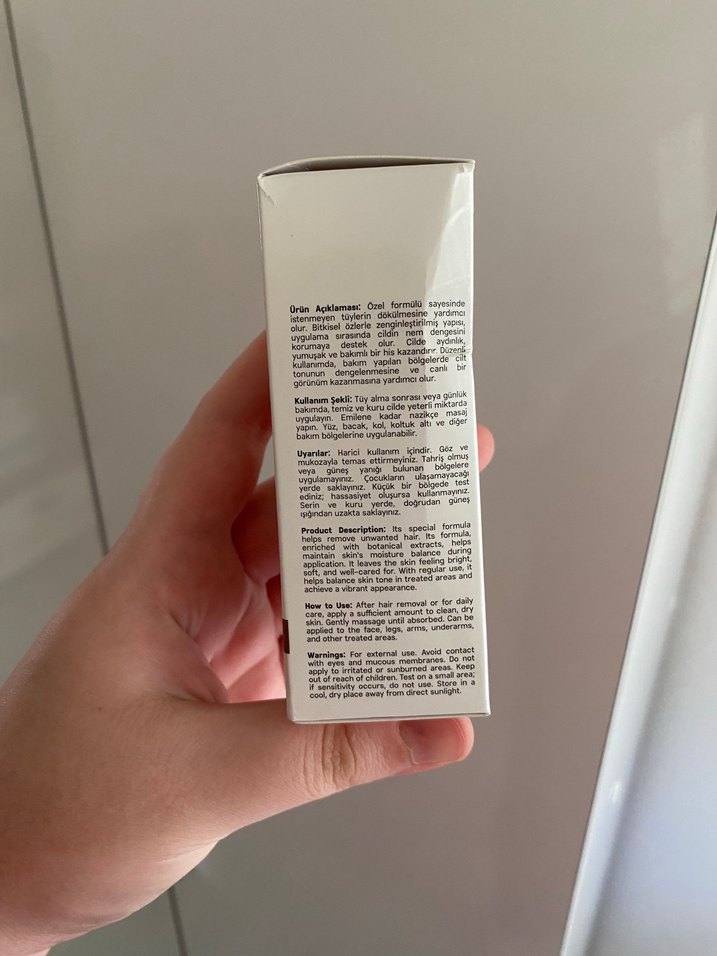 Ürün Açıklaması: Özel formülü sayesinde
istenmeyen tüylerin dökülmesine yardımcı
olur. Bitkisel özlerle zenginleştirilmiş yapısı,
uygulama sırasında cildin nem dengesini
korumaya destek olur. Cilde aydınlık,
yumuşak ve bakımlı bir his kazandırır. Düzenli
kullanımda, bakım yapılan bölgelerde cilt
tonunun dengelenmesine ve canlı bir
görünüm kazanmasına yardımcı olur.
Kullanım Şekli: Tüy alma sonrası veya günlük
bakımda, temiz ve kuru cilde yeterli miktarda
uygulayın. Emilene kadar nazikçe masaj
yapın. Yüz, bacak, kol, koltuk altı ve diğer
bakım bölgelerine uygulanabilir.
Uyarılar: Harici kullanım içindir. Göz ve
mukozayla temas ettirmeyiniz. Tahriş olmuş
veya güneş yanığı bulunan bölgelere
uygulamayınız. Çocukların ulaşamayacağı
yerde saklayınız. Küçük bir bölgede test
ediniz; hassasiyet oluşursa kullanmayınız.
Serin ve kuru yerde, doğrudan güneş
ışığından uzakta saklayınız.
Product Description: Its special formula
helps remove unwanted hair. Its formula,
enriched with botanical extracts, helps
maintain skin's moisture balance during
application. It leaves the skin feeling bright,
soft, and well-cared for. With regular use, it
helps balance skin tone in treated areas and
achieve a vibrant appearance.
How to Use: After hair removal or for daily
care, apply a sufficient amount to clean, dry
skin. Gently massage until absorbed. Can be
applied to the face, legs, arms, underarms,
and other treated areas.
Warnings: For external use. Avoid contact
with eyes and mucous membranes. Do not
apply to irritated or sunburned areas. Keep
out of reach of children. Test on a small area;
if sensitivity occurs, do not use. Store in a
cool, dry place away from direct sunlight.